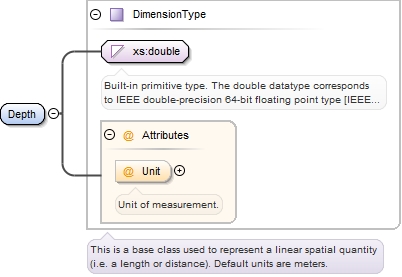 DimensionType
xs:double
Built-in primitive type. The double datatype corresponds
to IEEE double-precision 64-bit floating point type [IEEE...
Depth
@ Attributes
@ Unit
Unit of measurement.
This is a base class used to represent a linear spatial quantity
(i.e. a length or distance). Default units are meters.